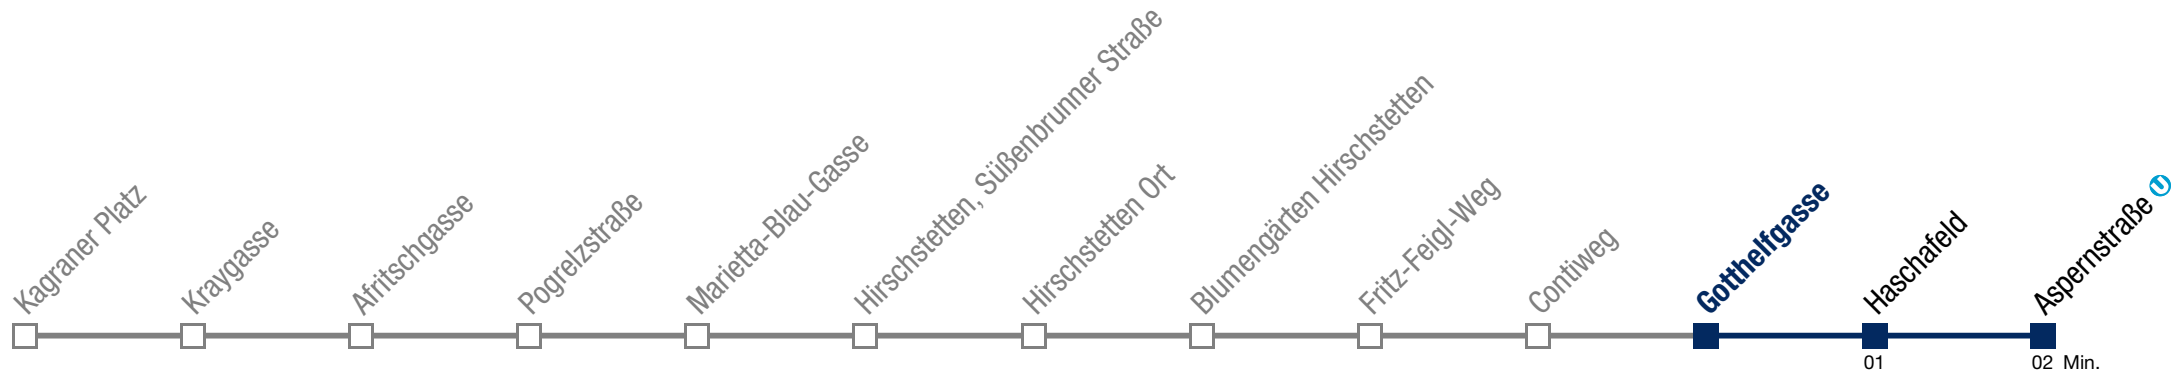 Kagraner Platz
Kraygasse
Afritschgasse
Pogrelzstraße
Marietta-Blau-Gasse
Hirschstetten, Süßenbrunner Straße
Hirschstetten Ort
Blumengärten Hirschstetten
Fritz-Feigl-Weg
Contiweg
Gotthelfgasse
Haschafeld
Aspernstraße U
01
02 Min.